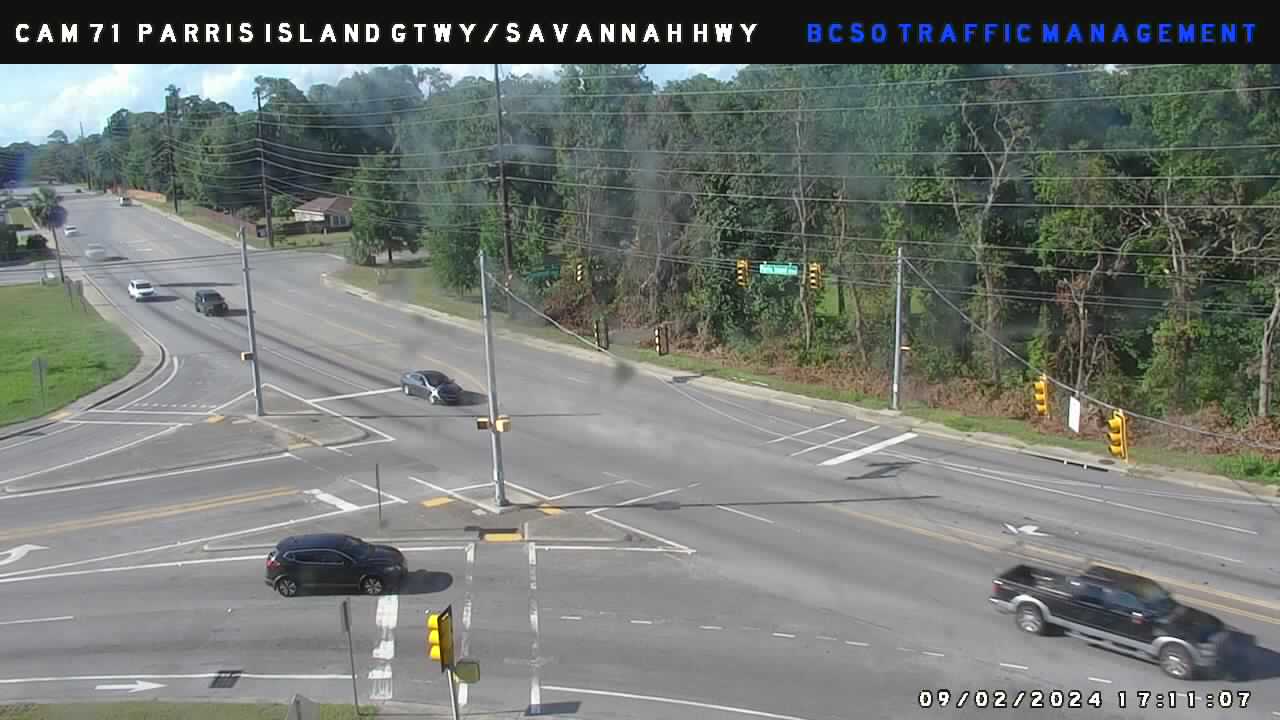 CAM 71 PARRIS ISLAND GTWY/SAVANNAH HWY BCSO TRAFFIC MANAGEMENT
09/02/2024 17:11:07